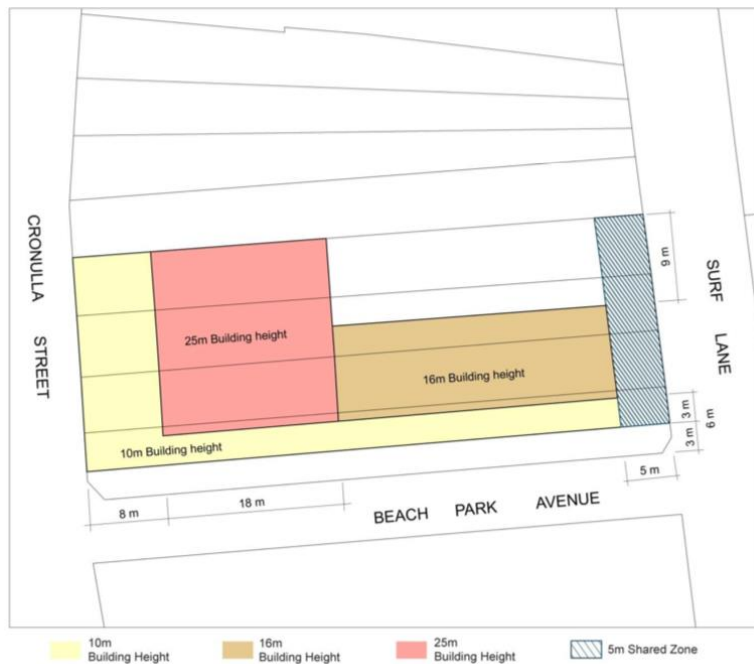 CRONULLA STREET
SURF LANE
25m Building height
16m Building height
10m Building height
9 m
3 m
3 m
6 m
8 m
18 m
5 m
BEACH PARK AVENUE
10m
Building Height
16m
Building Height
25m
Building Height
5m Shared Zone